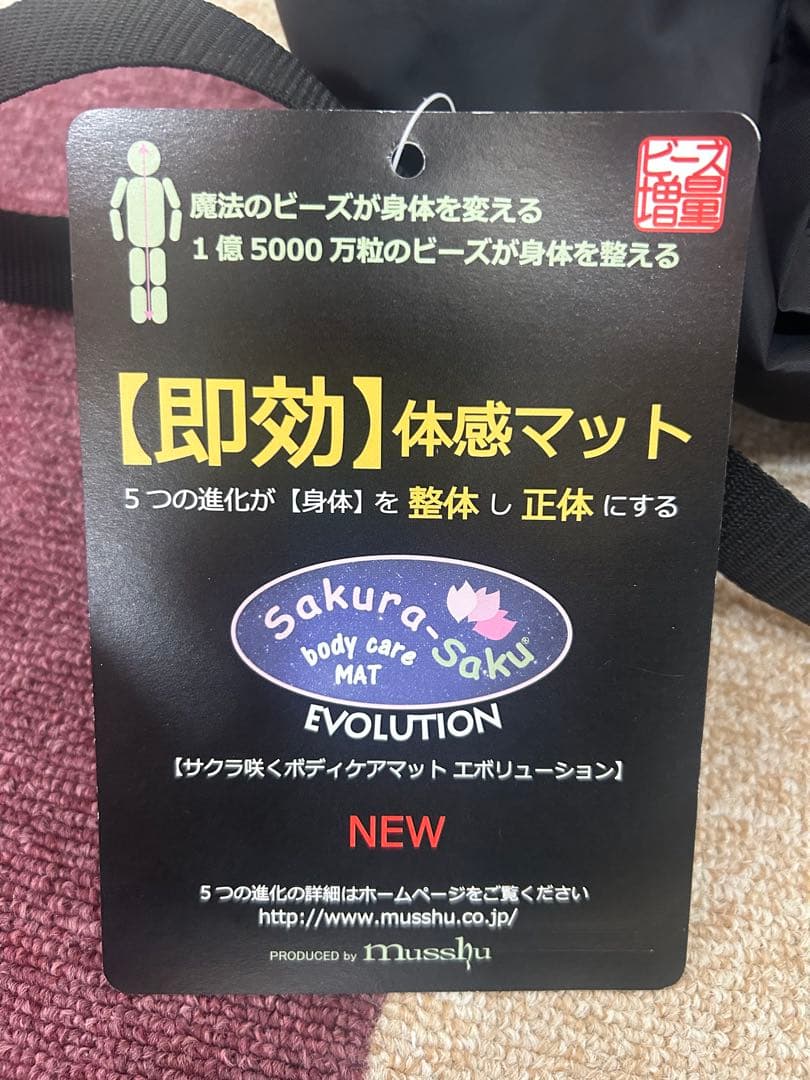 魔法のビーズが身体を変える
1億5000万粒のビーズが身体を整える
ビーズ
増量
【即効】体感マット
5つの進化が【身体】を 整体 し 正体 にする
Sakura-Saku®
body care
MAT
EVOLUTION
【サクラ咲くボディケアマット エボリューション】
NEW
5つの進化の詳細はホームページをご覧ください
http://www.musshu.co.jp/
PRODUCED by musshu